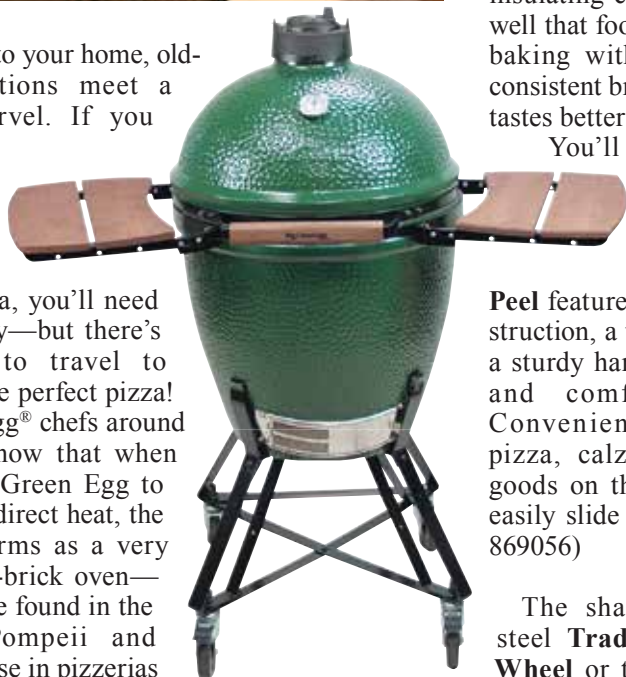 to your home, old-
tions meet a
rvel. If you
a, you'll need
y—but there's
to travel to
e perfect pizza!
gg® chefs around
now that when
Green Egg to
direct heat, the
rms as a very
-brick oven—
e found in the
ompeii and
se in pizzerias
well that foo
baking with
consistent br
tastes better
You'll
Peel feature
struction, a
a sturdy han
and comf
Convenien
pizza, calz
goods on th
easily slide
869056)
The sha
steel Trad
Wheel or t